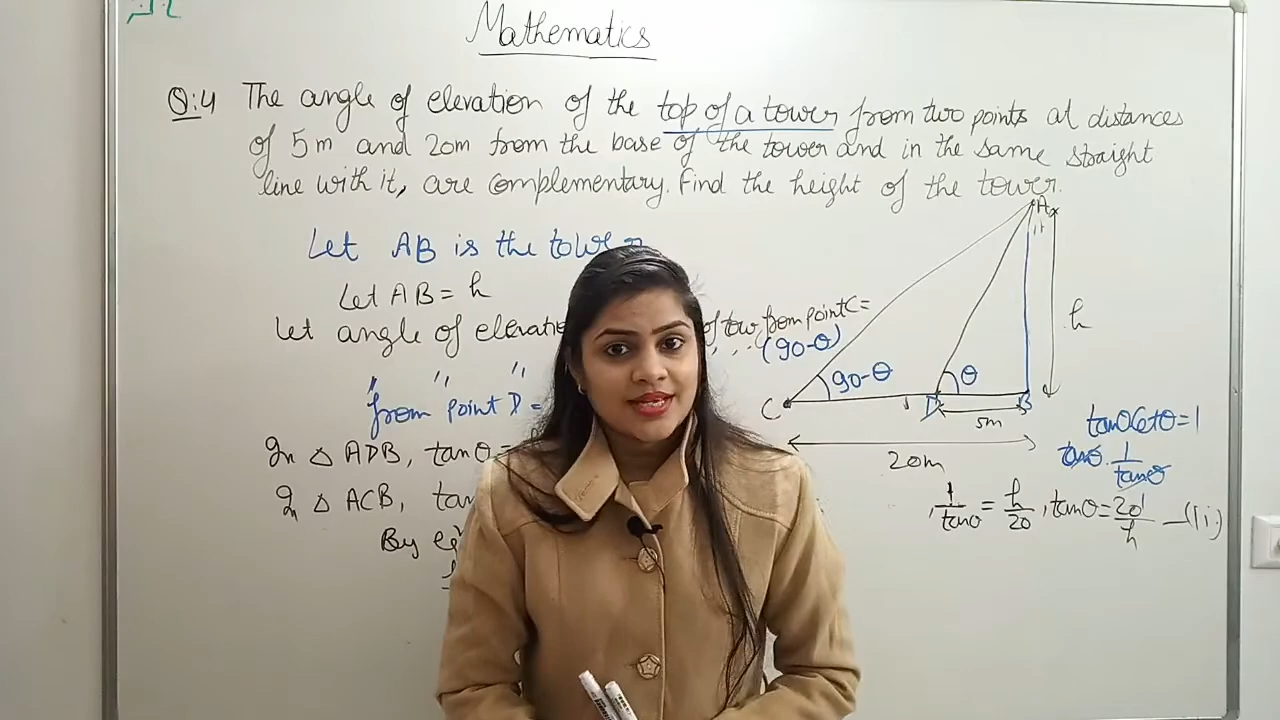 Mathematics
Q:4 The angle of elevation of the top of a tower from two points at distances
of 5m and 20m from the base of the tower and in the same straight
line with it, are complementary. Find the height of the tower.
Let AB is the tower
Let AB = h
Let angle of elevatio of tow from point C =
(90-θ)
" " "
from point D =
In △ ADB, tanθ =
In △ ACB, tan
By eq
A
h
90-θ
θ
C
D
B
5m
20m
tanθ cotθ = 1
tanθ . 1/tanθ
, 1/tanθ = h/20 , tanθ = 20/h —(ii)